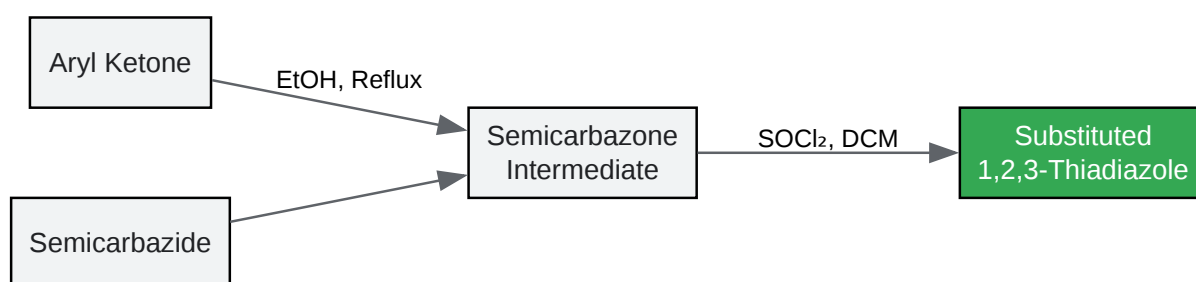 Aryl Ketone
EtOH, Reflux
Semicarbazone
Intermediate
SOCl₂, DCM
Substituted
1,2,3-Thiadiazole
Semicarbazide